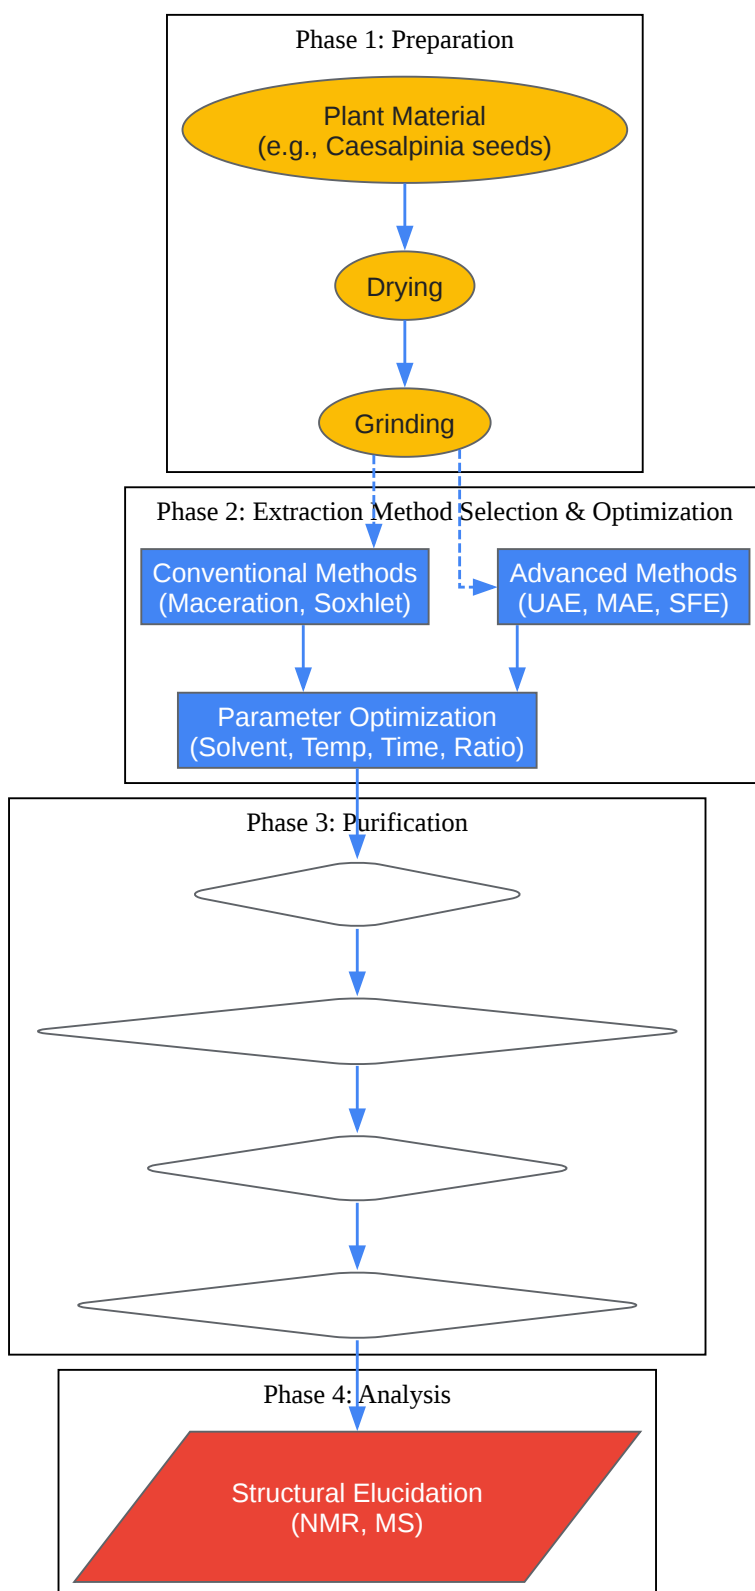 Phase 1: Preparation
Plant Material
(e.g., Caesalpinia seeds)
Drying
Grinding
Phase 2: Extraction Method Selection & Optimization
Conventional Methods
(Maceration, Soxhlet)
Advanced Methods
(UAE, MAE, SFE)
Parameter Optimization
(Solvent, Temp, Time, Ratio)
Phase 3: Purification
Phase 4: Analysis
Structural Elucidation
(NMR, MS)